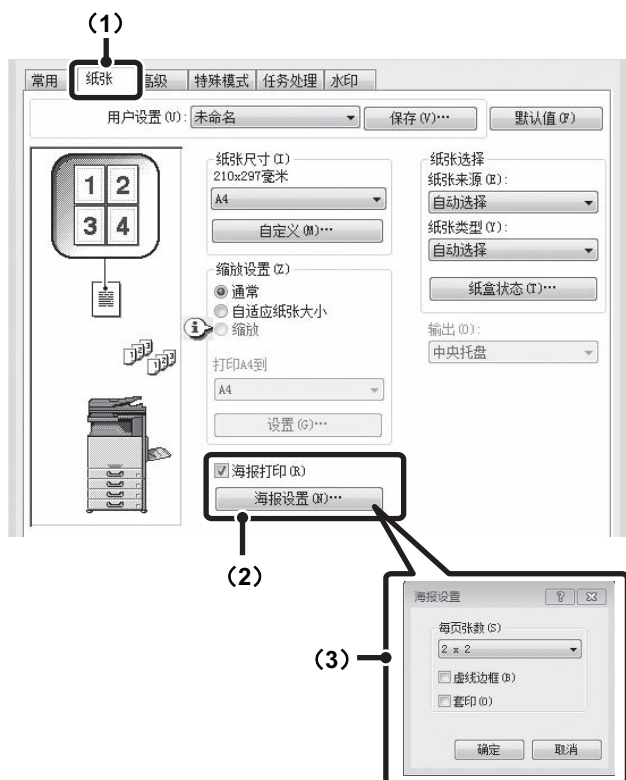 (1)
常用 纸张 高级 特殊模式 任务处理 水印
用户设置(U): 未命名 保存(V)… 默认值(F)
1 2
3 4
纸张尺寸(I)
210x297毫米
A4
自定义(M)…
缩放设置(Z)
通常
自适应纸张大小
缩放
打印A4到
A4
设置(G)…
纸张选择
纸张来源(E):
自动选择
纸张类型(Y):
自动选择
纸盒状态(T)…
输出(O):
中央托盘
1 2 3
1 2 3
海报打印(R)
海报设置(N)…
(2)
(3)
海报设置
每页张数(S)
2 x 2
虚线边框(B)
套印(O)
确定 取消